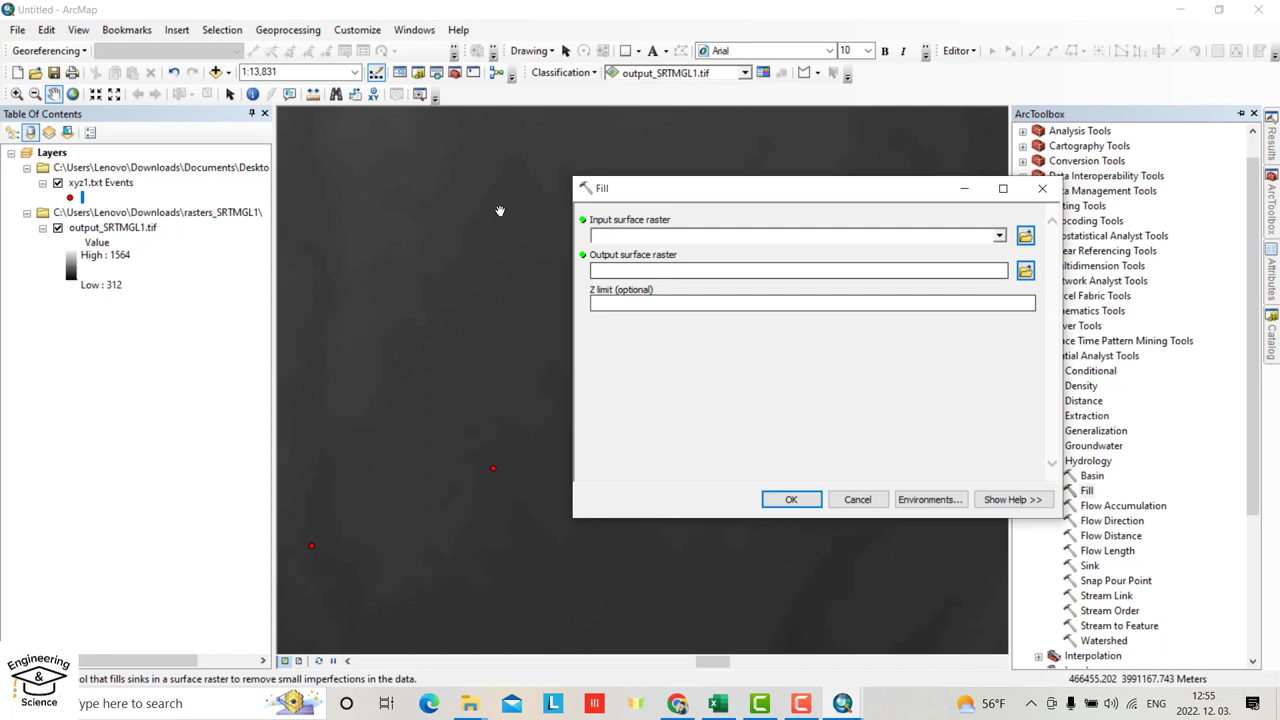 Untitled - ArcMap
File Edit View Bookmarks Insert Selection Geoprocessing Customize Windows Help
Georeferencing Drawing Arial 10 B I Editor
1:13,831 Classification output_SRTMGL1.tif
Table Of Contents
Layers
C:\Users\Lenovo\Downloads\Documents\Deskto
xyz1.txt Events
C:\Users\Lenovo\Downloads\rasters_SRTMGL1\
output_SRTMGL1.tif
Value
High : 1564
Low : 312
Fill
Input surface raster
Output surface raster
Z limit (optional)
OK Cancel Environments... Show Help >>
ArcToolbox
Analysis Tools
Cartography Tools
Conversion Tools
Data Interoperability Tools
Data Management Tools
ting Tools
ocoding Tools
ostatistical Analyst Tools
ear Referencing Tools
ltidimension Tools
cel Fabric Tools
hematics Tools
ver Tools
ce Time Pattern Mining Tools
tial Analyst Tools
Conditional
Density
Distance
Extraction
Generalization
Groundwater
Hydrology
Basin
Fill
Flow Accumulation
Flow Direction
Flow Distance
Flow Length
Sink
Snap Pour Point
Stream Link
Stream Order
Stream to Feature
Watershed
Interpolation
Results
ArcToolbox
Attributes
Catalog
Engineering
&
Science
ol that fills sinks in a surface raster to remove small imperfections in the data.
466455.202 3991167.743 Meters
ype here to search
56°F
ENG
12:55
2022. 12. 03.